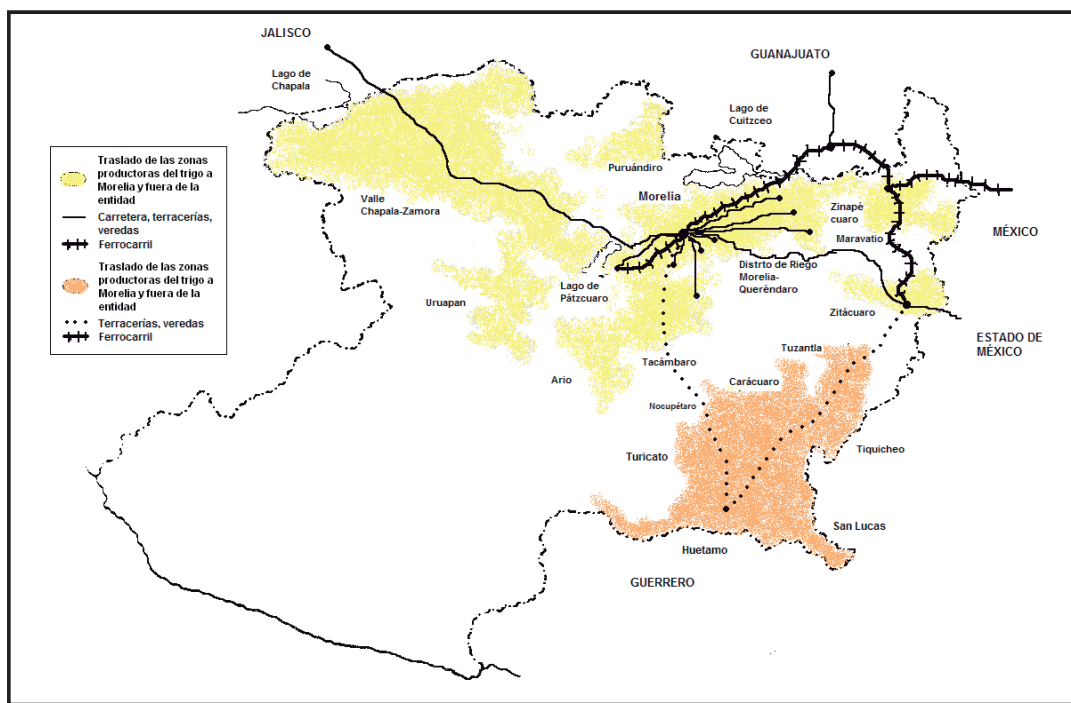 JALISCO
GUANAJUATO
Lago de
Chapala
Lago de
Cuitzceo
Traslado de las zonas
productoras del trigo a
Morelia y fuera de la
entidad
Carretera, terracerías,
veredas
Ferrocarril
Traslado de las zonas
productoras del trigo a
Morelia y fuera de la
entidad
Terracerías, veredas
Ferrocarril
Puruándiro
Valle
Chapala-Zamora
Morelia
Zinapé
cuaro
Maravatio
MÉXICO
Distrto de Riego
Morelia-
Queréndaro
Lago de
Pátzcuaro
Uruapan
Zitácuaro
ESTADO DE
MÉXICO
Tuzantla
Tacámbaro
Ario
Carácuaro
Nocupétaro
Turicato
Tiquicheo
San Lucas
Huetamo
GUERRERO